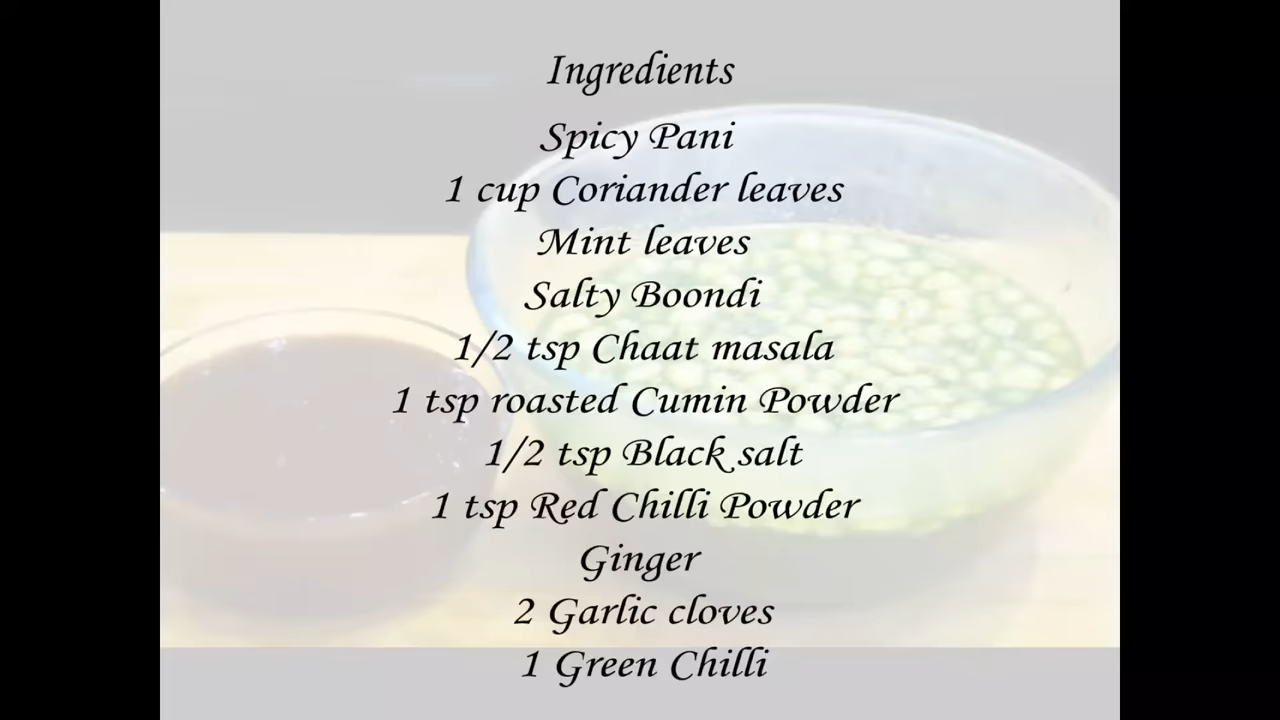 Ingredients
Spicy Pani
1 cup Coriander leaves
Mint leaves
Salty Boondi
1/2 tsp Chaat masala
1 tsp roasted Cumin Powder
1/2 tsp Black salt
1 tsp Red Chilli Powder
Ginger
2 Garlic cloves
1 Green Chilli